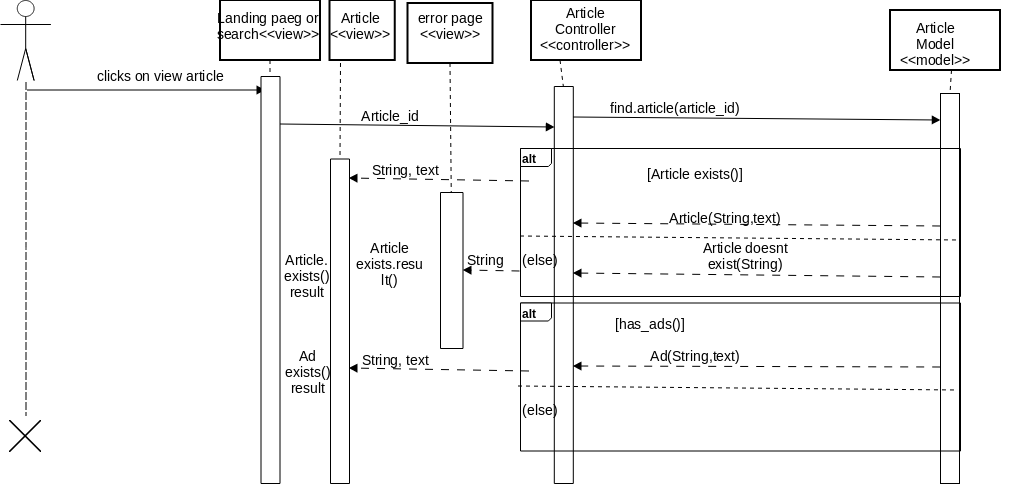 Landing paeg or
search<<view>>
Article
<<view>>
error page
<<view>>
Article
Controller
<<controller>>
Article
Model
<<model>>
clicks on view article
Article_id
find.article(article_id)
alt
[Article exists()]
String, text
Article(String,text)
Article doesnt
exist(String)
(else)
String
Article
exists.resu
lt()
Article.
exists()
result
alt
[has_ads()]
Ad(String,text)
String, text
Ad
exists()
result
(else)